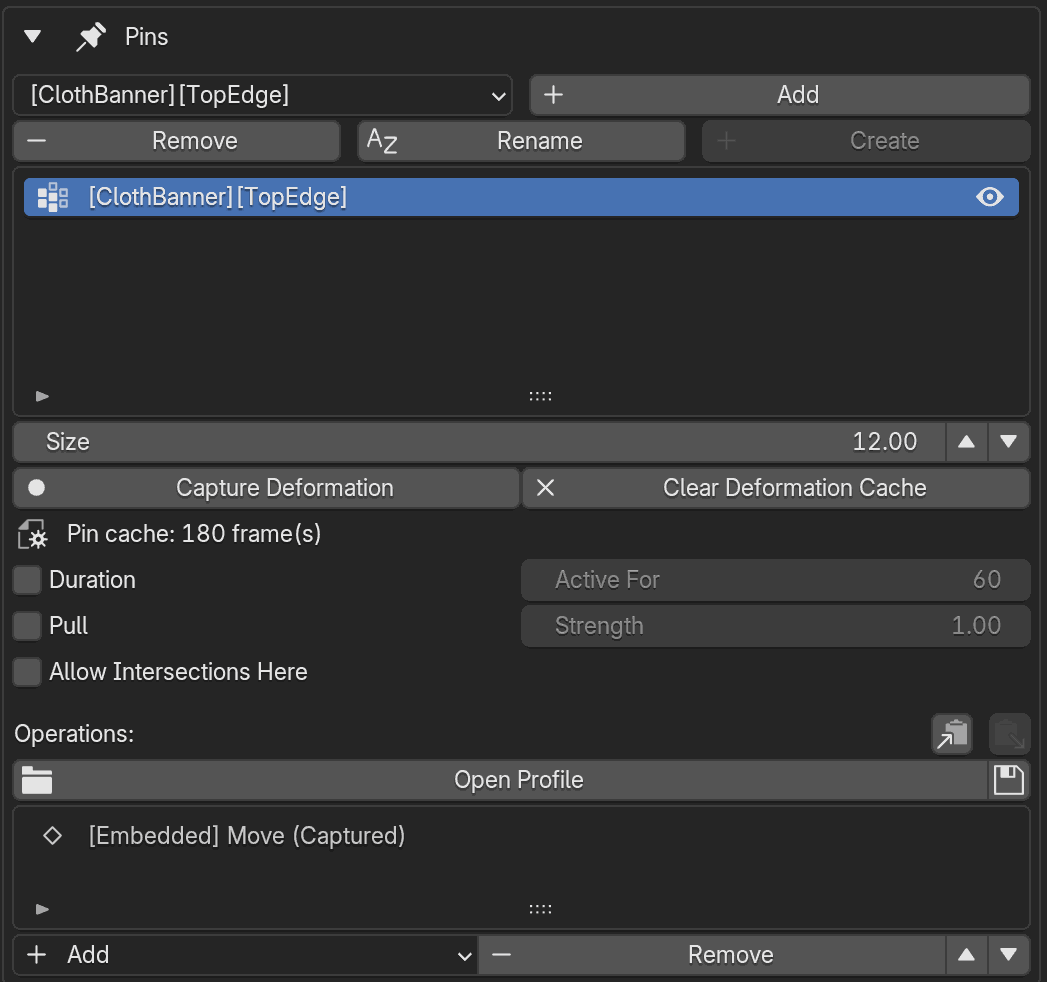 Pins
[ClothBanner][TopEdge] Add
Remove Rename Create
[ClothBanner][TopEdge]
Size 12.00
Capture Deformation Clear Deformation Cache
Pin cache: 180 frame(s)
Duration Active For 60
Pull Strength 1.00
Allow Intersections Here
Operations:
Open Profile
[Embedded] Move (Captured)
Add Remove